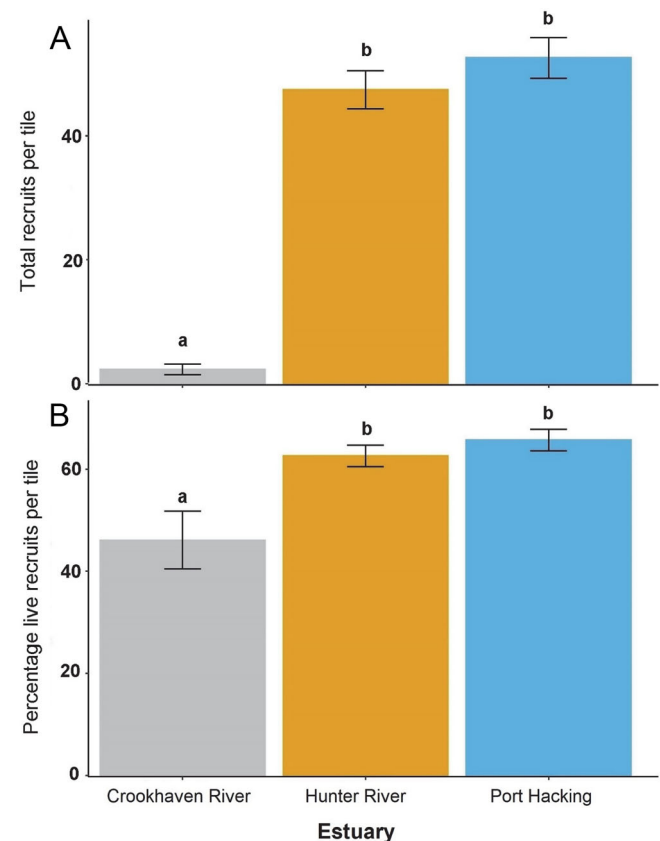 A
Total recruits per tile
40
20
0
a
b
b
B
Percentage live recruits per tile
60
40
20
0
a
b
b
Crookhaven River Hunter River Port Hacking
Estuary